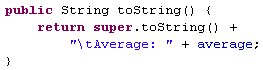 public String toString() {
return super.toString() +
"\tAverage: " + average;
}